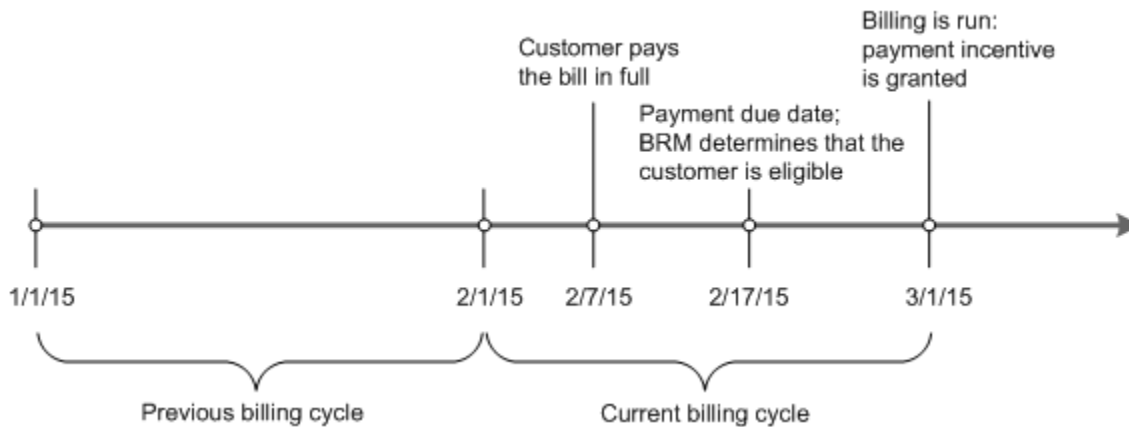 Billing is run:
payment incentive
is granted
Customer pays
the bill in full
Payment due date;
BRM determines that the
customer is eligible
1/1/15
2/1/15
2/7/15
2/17/15
3/1/15
Previous billing cycle
Current billing cycle